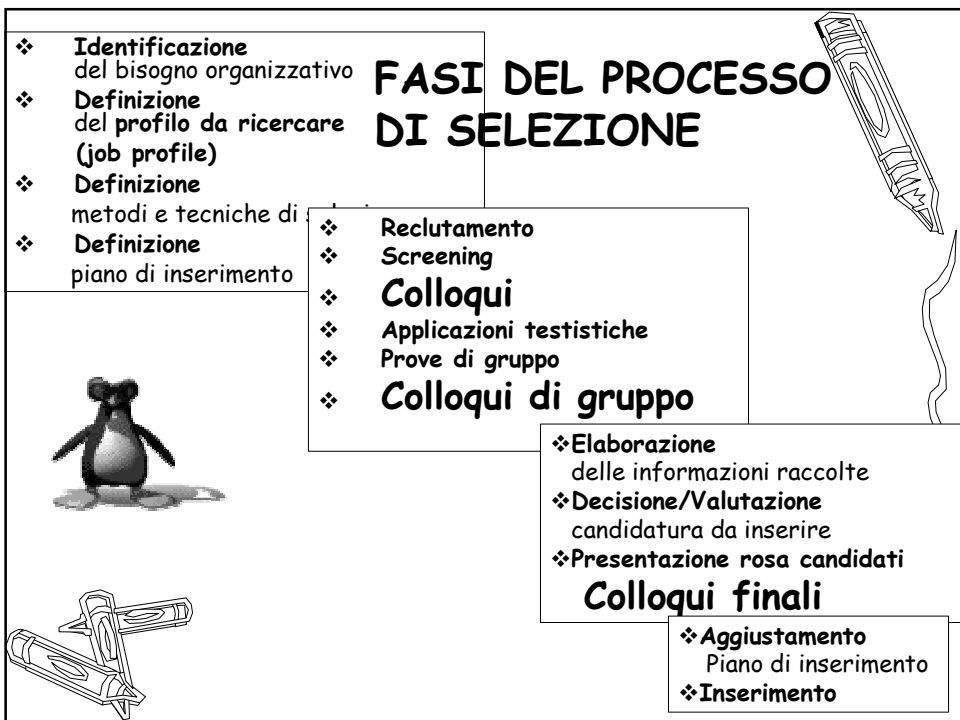 FASI DEL PROCESSO
DI SELEZIONE
❖ Identificazione
del bisogno organizzativo
❖ Definizione
del profilo da ricercare
(job profile)
❖ Definizione
metodi e tecniche di
❖ Definizione
piano di inserimento
❖ Reclutamento
❖ Screening
❖ Colloqui
❖ Applicazioni testistiche
❖ Prove di gruppo
❖ Colloqui di gruppo
❖Elaborazione
delle informazioni raccolte
❖Decisione/Valutazione
candidatura da inserire
❖Presentazione rosa candidati
Colloqui finali
❖Aggiustamento
Piano di inserimento
❖Inserimento